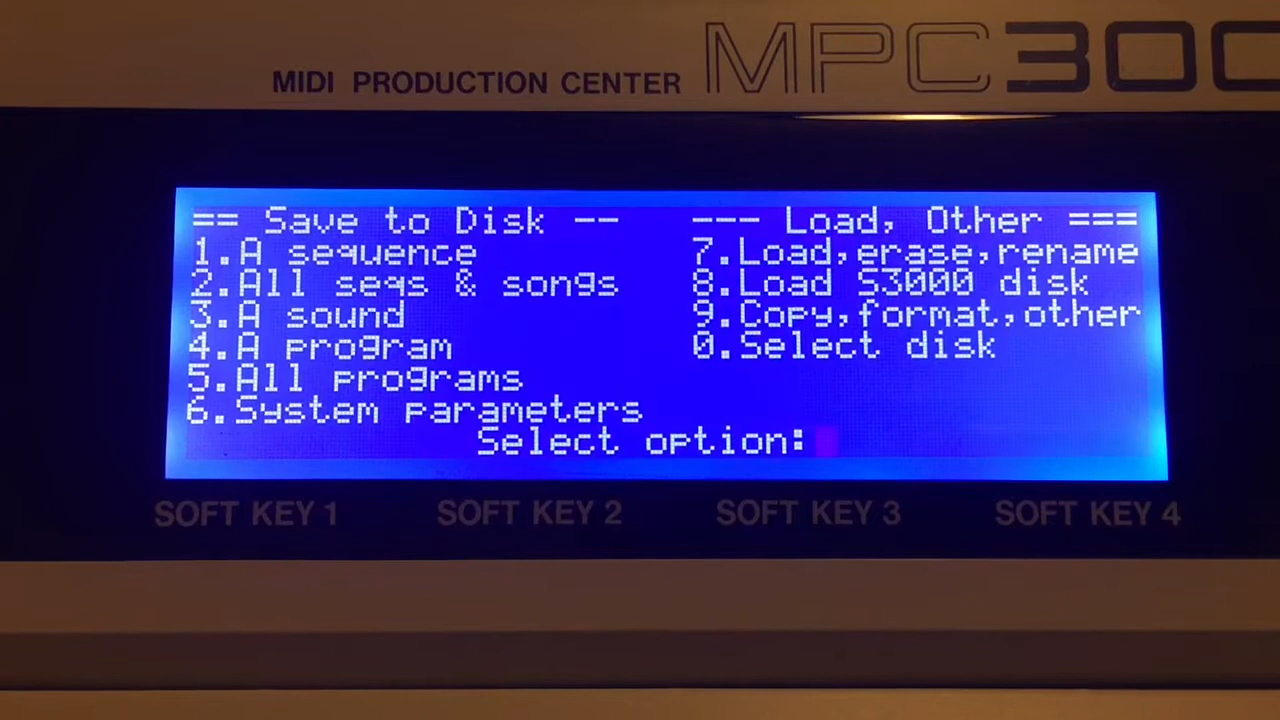 MIDI PRODUCTION CENTER MPC300
== Save to Disk -- --- Load, Other ===
1.A sequence 7.Load,erase,rename
2.All seqs & songs 8.Load S3000 disk
3.A sound 9.Copy,format,other
4.A program 0.Select disk
5.All programs
6.System parameters
Select option:
SOFT KEY 1 SOFT KEY 2 SOFT KEY 3 SOFT KEY 4